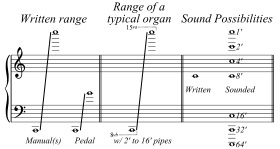 Written range
Range of a
typical organ
Sound Possibilities
15ma
1'
2'
4'
8'
Written
Sounded
16'
32'
64'
Manual(s)
Pedal
8vb
w/ 2' to 16' pipes